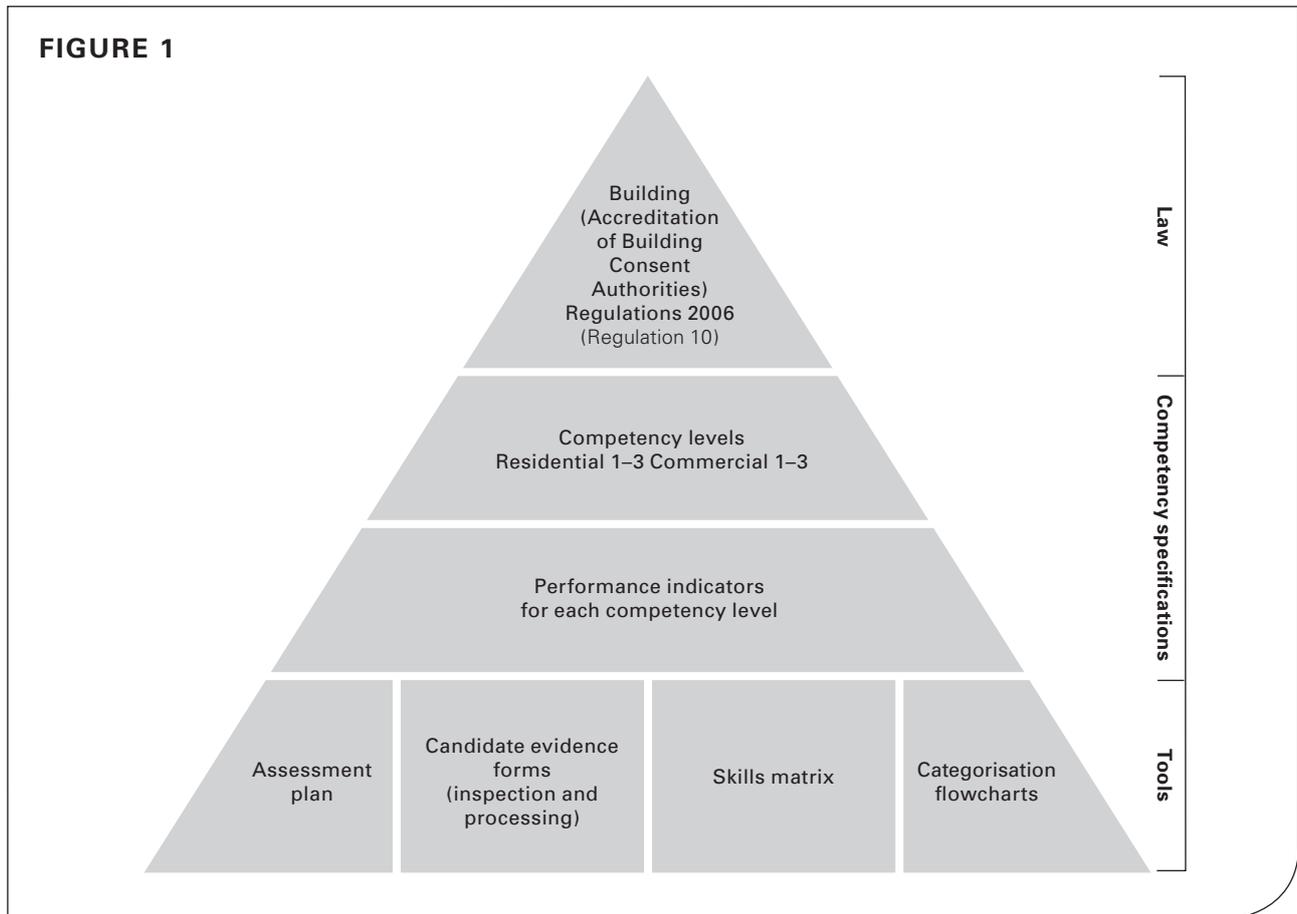 FIGURE 1
Building
(Accreditation
of Building
Consent
Authorities)
Regulations 2006
(Regulation 10)
Law
Competency levels
Residential 1–3 Commercial 1–3
Performance indicators
for each competency level
Competency specifications
Assessment
plan
Candidate evidence
forms
(inspection and
processing)
Skills matrix
Categorisation
flowcharts
Tools